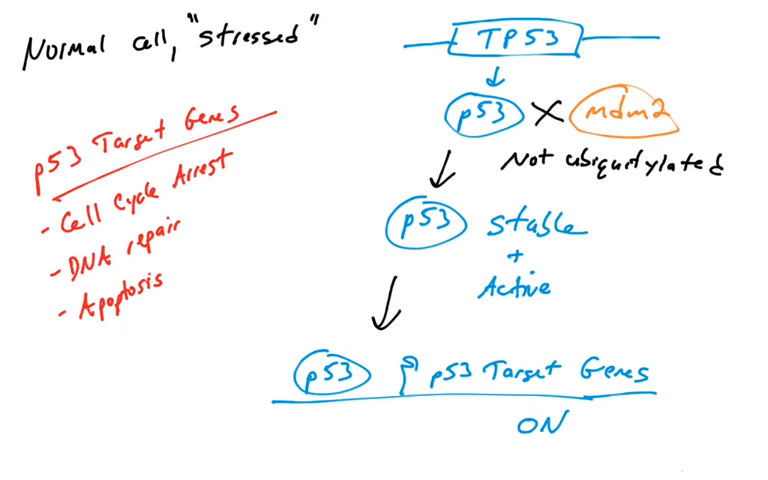 Normal cell, "stressed"
TP53
p53 X mdm2
Not ubiquitylated
p53 Target Genes
- Cell Cycle Arrest
- DNA repair
- Apoptosis
p53 stable
+
Active
p53 p53 Target Genes
ON